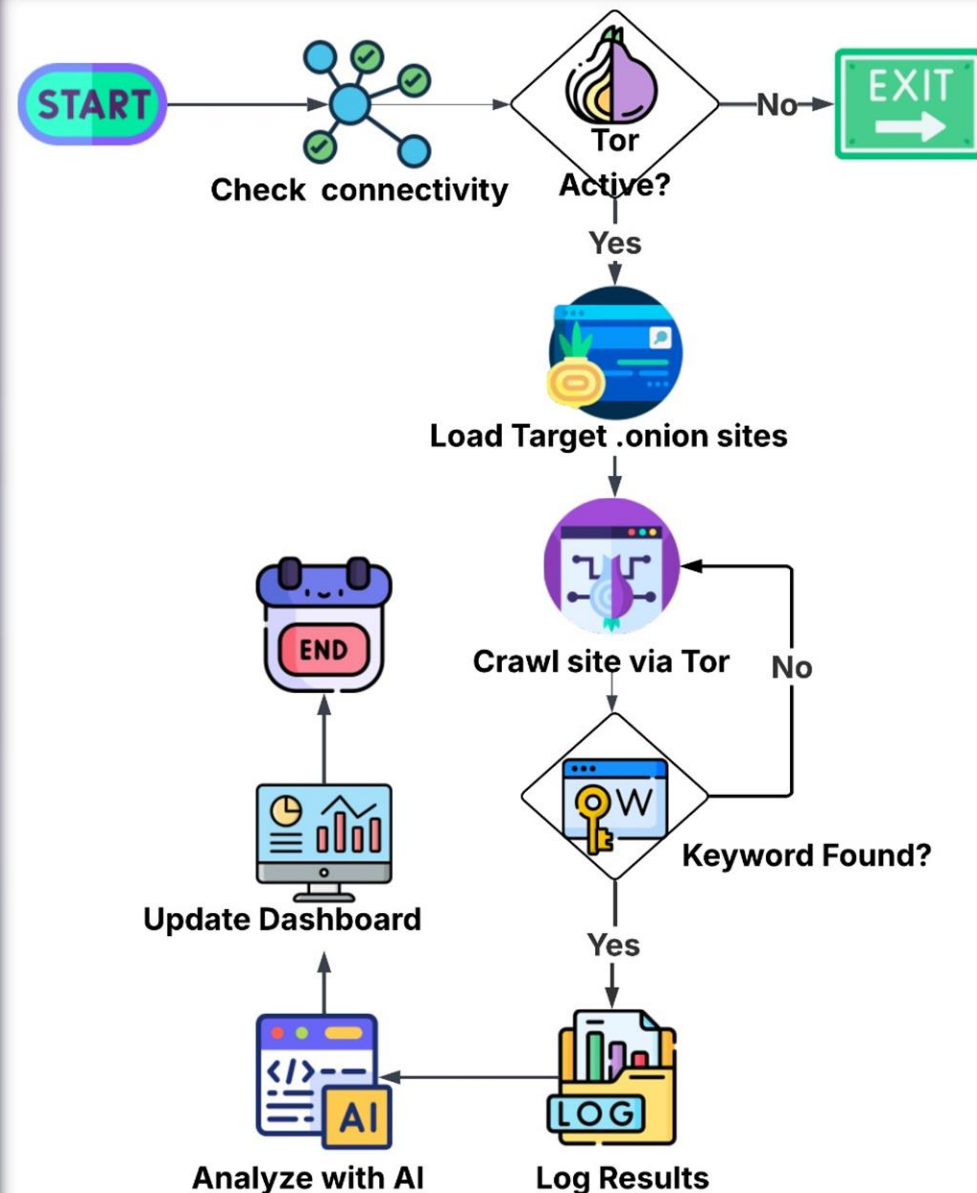 START
Check connectivity
Tor
Active?
No
EXIT
Yes
Load Target .onion sites
Crawl site via Tor
No
W
Keyword Found?
Yes
LOG
Log Results
</>
AI
Analyze with AI
Update Dashboard
END